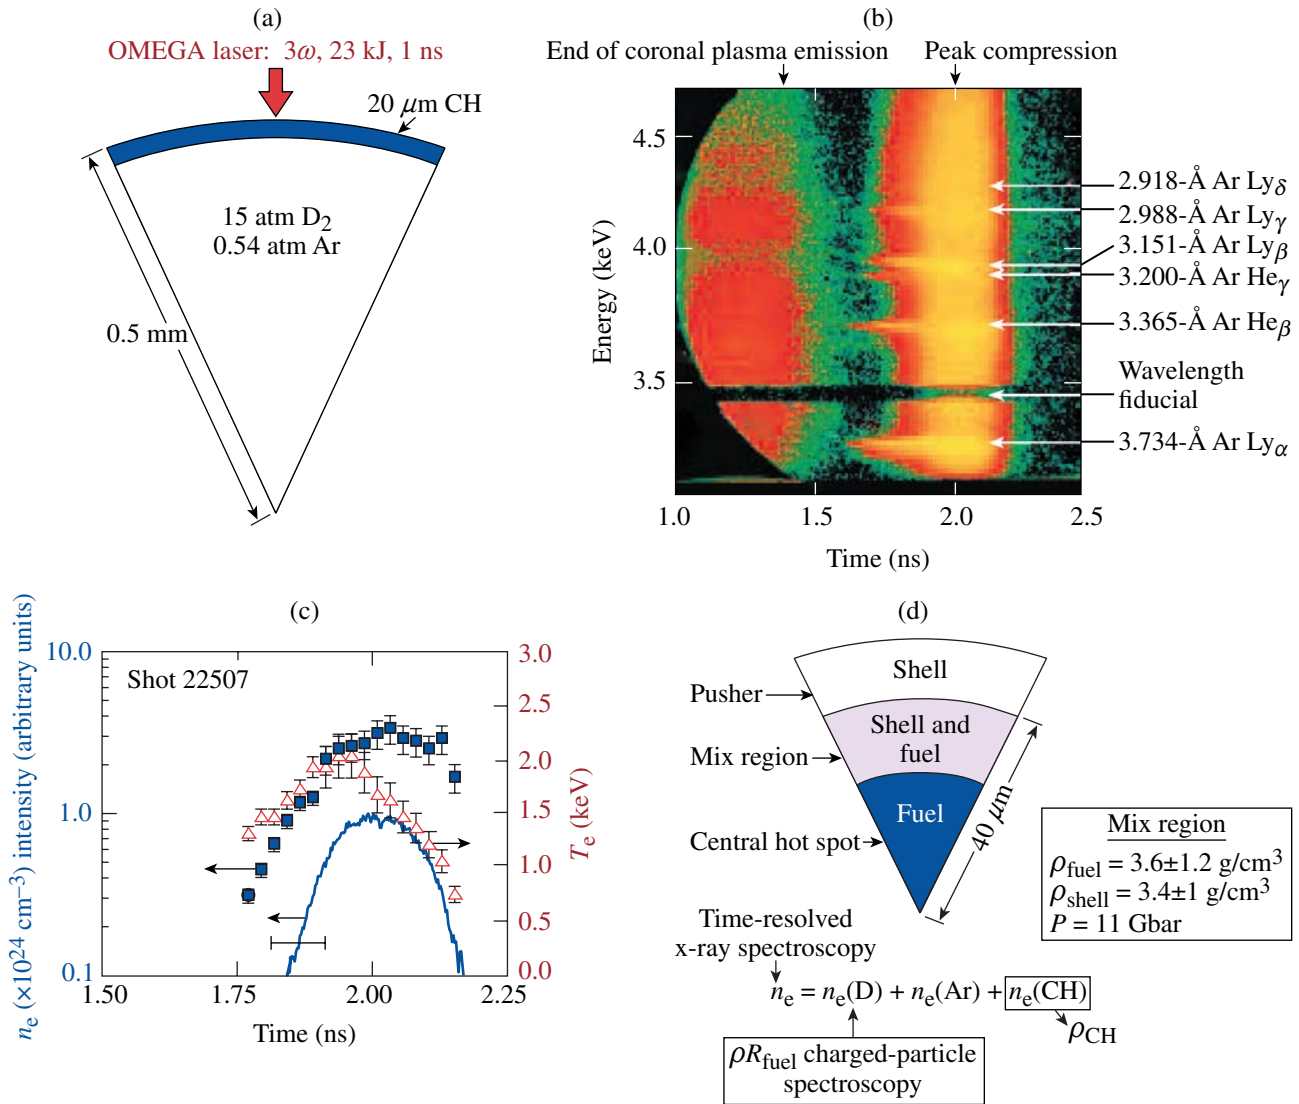 (a)
OMEGA laser: 3ω, 23 kJ, 1 ns
20 μm CH
15 atm D₂
0.54 atm Ar
0.5 mm
(b)
End of coronal plasma emission
Peak compression
Energy (keV)
4.5
4.0
3.5
2.918-Å Ar Lyδ
2.988-Å Ar Lyγ
3.151-Å Ar Lyβ
3.200-Å Ar Heγ
3.365-Å Ar Heβ
Wavelength
fiducial
3.734-Å Ar Lyα
1.0 1.5 2.0 2.5
Time (ns)
(c)
nₑ (×10²⁴ cm⁻³) intensity (arbitrary units)
10.0
1.0
0.1
Shot 22507
3.0
2.5
2.0
1.5
1.0
0.5
0.0
Tₑ (keV)
1.50 1.75 2.00 2.25
Time (ns)
(d)
Shell
Pusher
Shell and
fuel
Mix region
Fuel
Central hot spot
40 μm
Mix region
ρfuel = 3.6±1.2 g/cm³
ρshell = 3.4±1 g/cm³
P = 11 Gbar
Time-resolved
x-ray spectroscopy
nₑ = nₑ(D) + nₑ(Ar) + nₑ(CH)
ρCH
ρRfuel charged-particle
spectroscopy